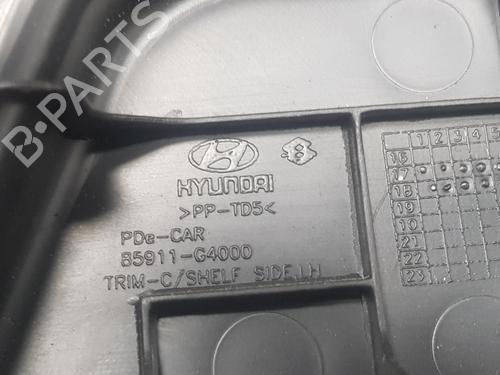 B-PARTS
HYUNDAI
>PP-TD5<
PDe-CAR
85911-G4000
TRIM-C/SHELF SIDE,LH
1 2 3 4 5
16
17
18
19
20
21
22
23